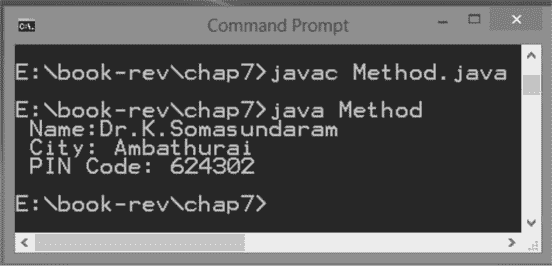 Command Prompt
E:\book-rev\chap7>javac Method.java
E:\book-rev\chap7>java Method
Name:Dr.K.Somasundaram
City: Ambathurai
PIN Code: 624302
E:\book-rev\chap7>